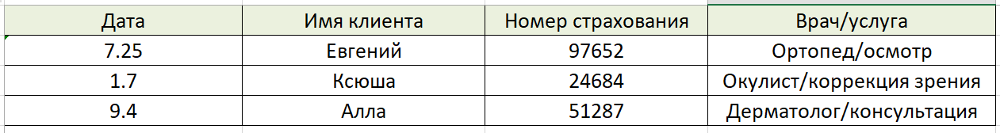 Дата Имя клиента Номер страхования Врач/услуга
7.25 Евгений 97652 Ортопед/осмотр
1.7 Ксюша 24684 Окулист/коррекция зрения
9.4 Алла 51287 Дерматолог/консультация